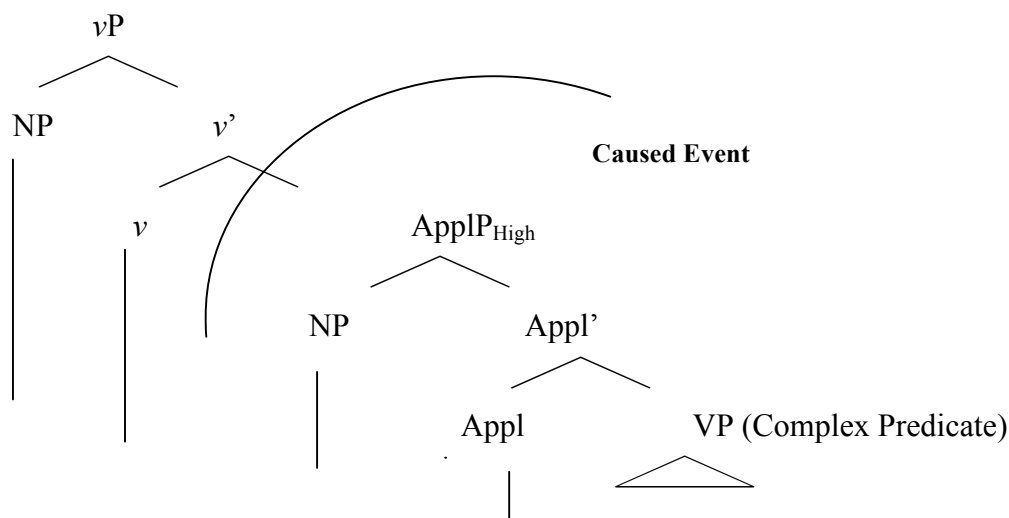 vP
NP v’
Caused Event
v ApplP_High
NP Appl’
Appl VP (Complex Predicate)